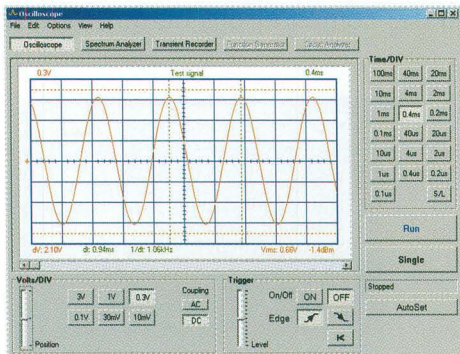 Oscilloscope
File Edit Options View Help
Oscilloscope Spectrum Analyzer Transient Recorder Function Generator Circuit Analyzer
0.3V Test signal 0.4ms
dV: 2.10V dt: 0.94ms 1/dt: 1.06kHz Vrms: 0.66V -1.4dBm
Time/DIV
100ms 40ms 20ms
10ms 4ms 2ms
1ms 0.4ms 0.2ms
0.1ms 40us 20us
10us 4us 2us
1us 0.4us 0.2us
0.1us S/L
Run
Single
Stopped
AutoSet
Volts/DIV
3V 1V 0.3V
0.1V 30mV 10mV
Position
Coupling
AC
DC
Trigger
On/Off ON OFF
Edge
Level